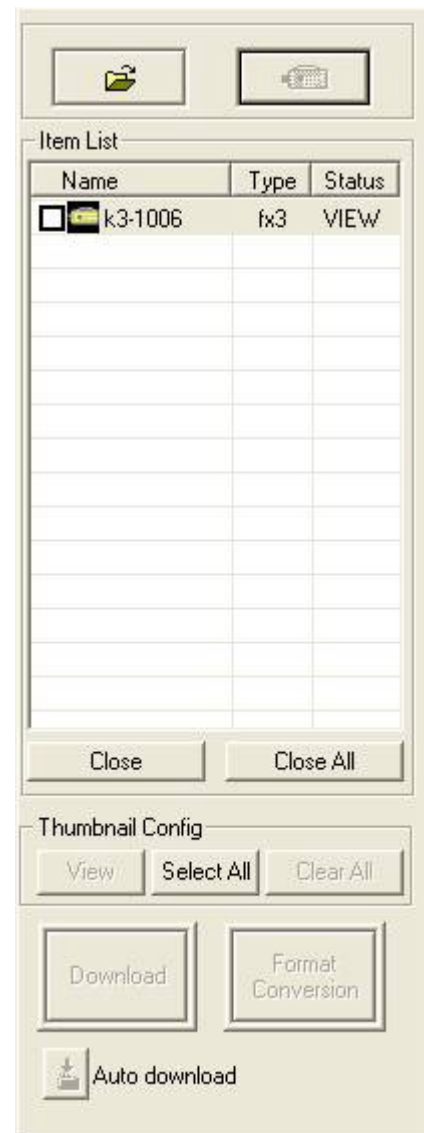 Item List
Name Type Status
k3-1006 fx3 VIEW
Close Close All
Thumbnail Config
View Select All Clear All
Download Format
Conversion
Auto download